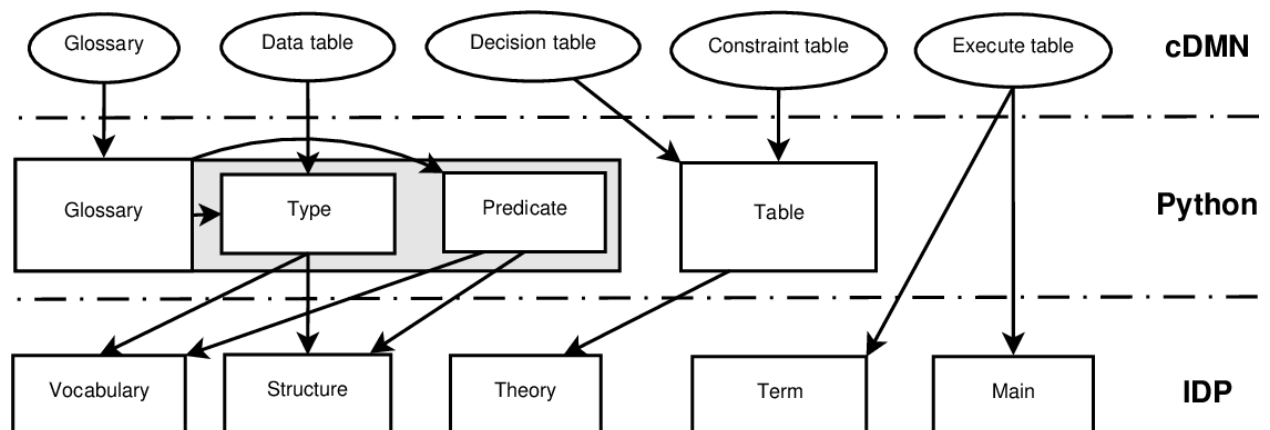 Glossary
Data table
Decision table
Constraint table
Execute table
cDMN
Glossary
Type
Predicate
Table
Python
Vocabulary
Structure
Theory
Term
Main
IDP